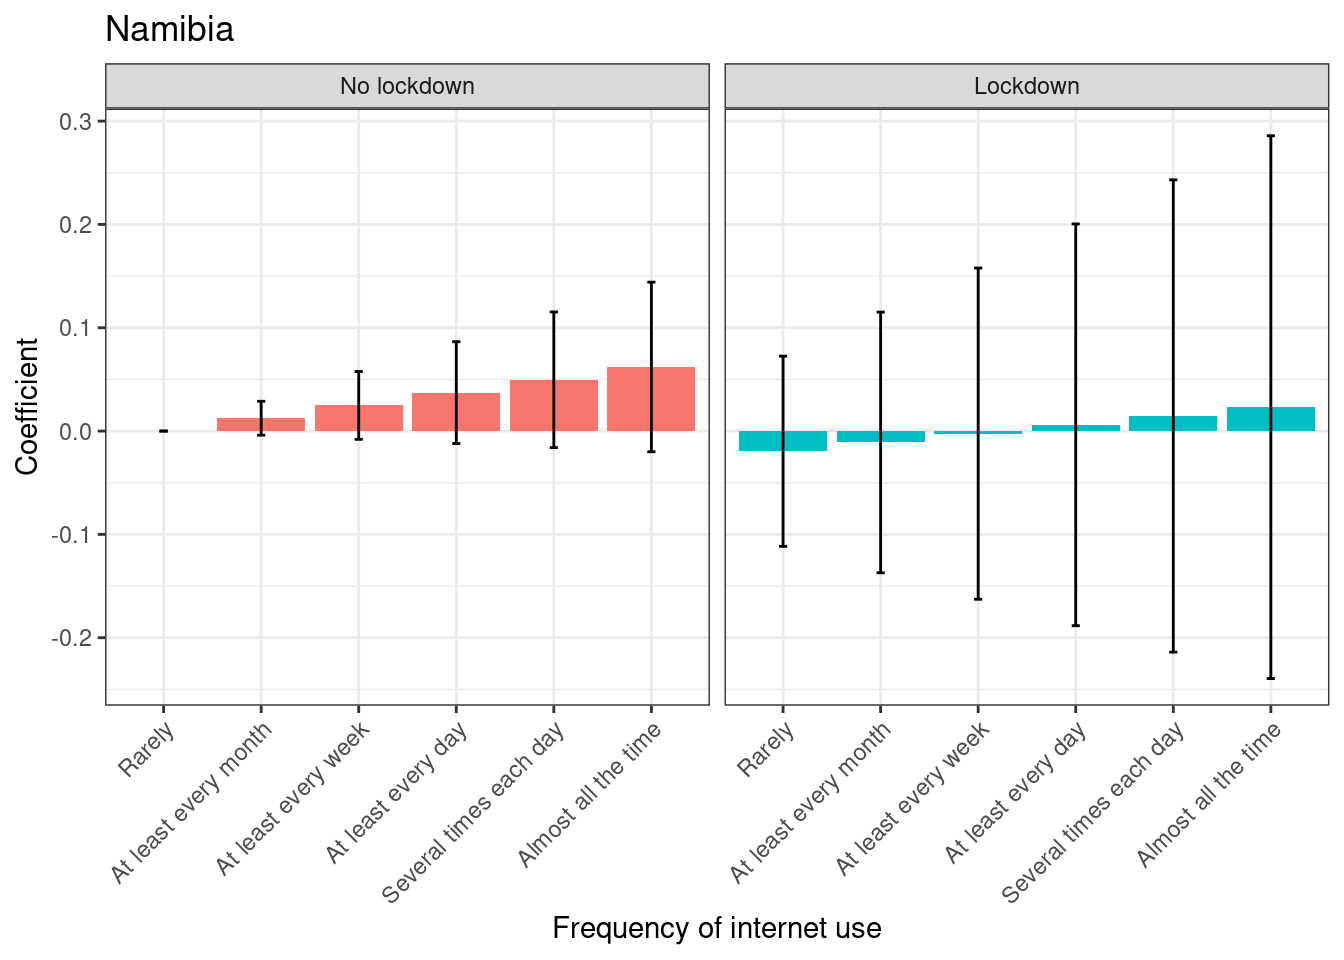 Namibia
No lockdown
Lockdown
Coefficient
0.3
0.2
0.1
0.0
-0.1
-0.2
Rarely
At least every month
At least every week
At least every day
Several times each day
Almost all the time
Rarely
At least every month
At least every week
At least every day
Several times each day
Almost all the time
Frequency of internet use